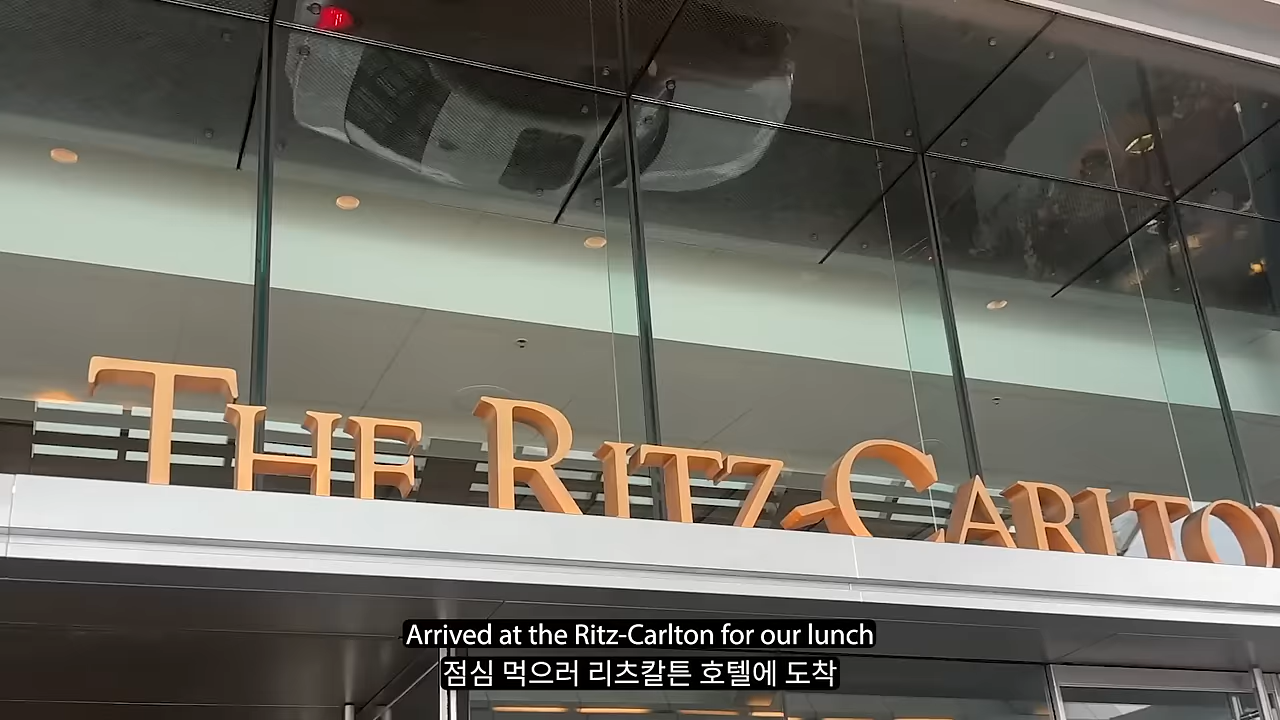 THE RITZ-CARLTON
Arrived at the Ritz-Carlton for our lunch
점심 먹으러 리츠칼튼 호텔에 도착